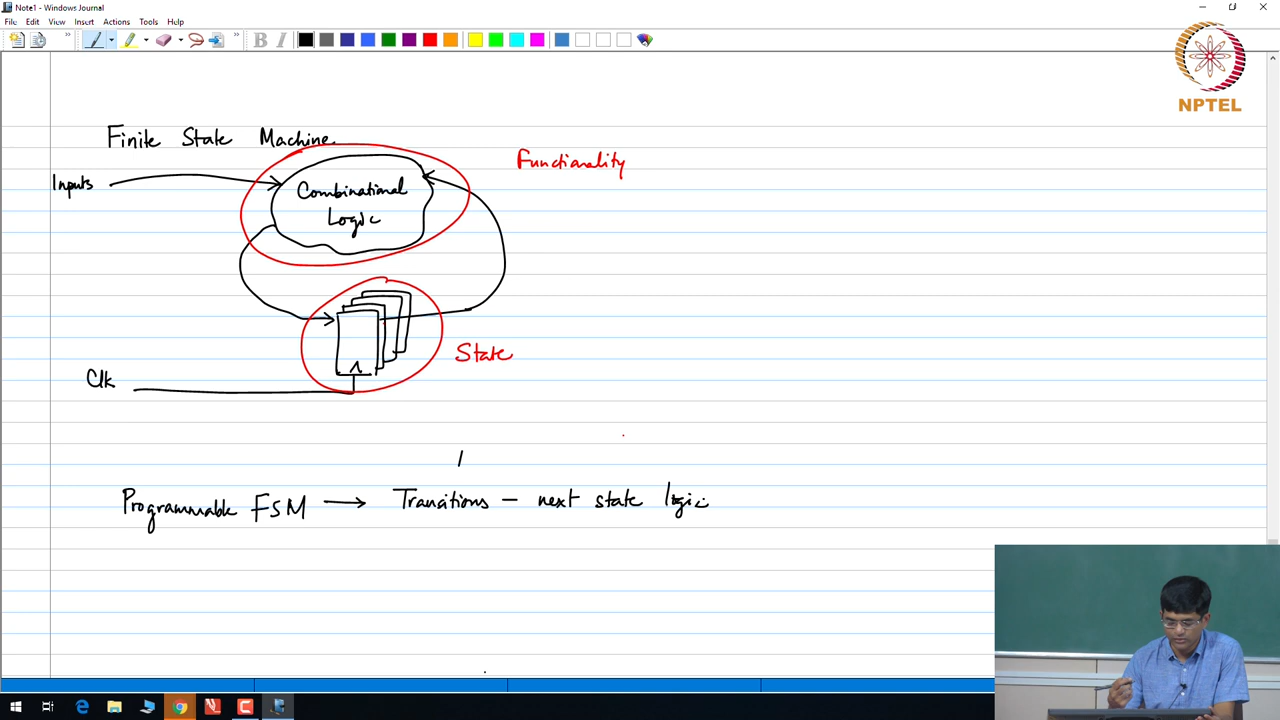 Note1 - Windows Journal
File Edit View Insert Actions Tools Help
B I
NPTEL
Finite State Machine
Functionality
Inputs
Combinational
Logic
State
Clk
Programmable FSM → Transitions - next state logic